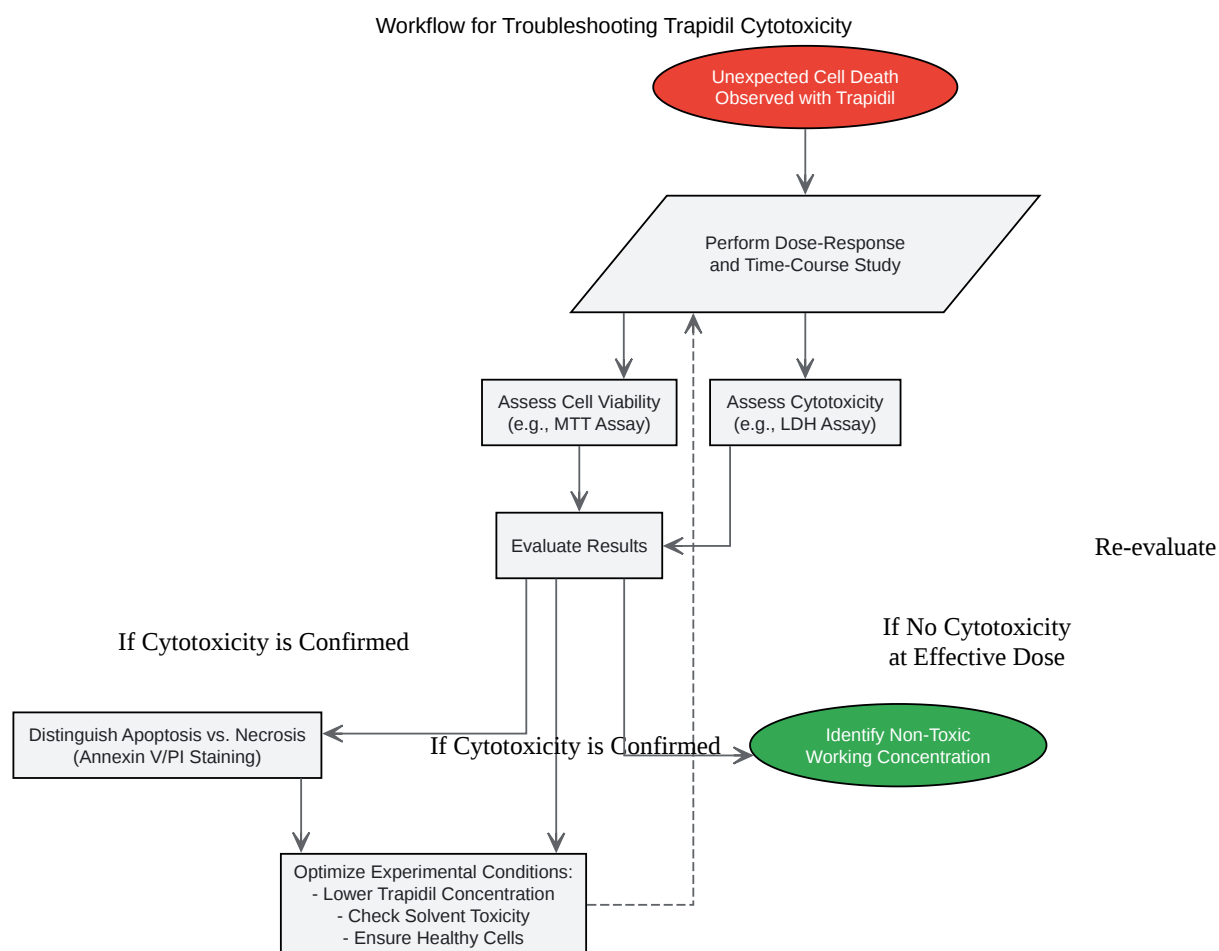 Workflow for Troubleshooting Trapidil Cytotoxicity
Unexpected Cell Death
Observed with Trapidil
Perform Dose-Response
and Time-Course Study
Assess Cell Viability
(e.g., MTT Assay)
Assess Cytotoxicity
(e.g., LDH Assay)
Evaluate Results
Re-evaluate
If Cytotoxicity is Confirmed
If No Cytotoxicity
at Effective Dose
Distinguish Apoptosis vs. Necrosis
(Annexin V/PI Staining)
If Cytotoxicity is Confirmed
Identify Non-Toxic
Working Concentration
Optimize Experimental Conditions:
- Lower Trapidil Concentration
- Check Solvent Toxicity
- Ensure Healthy Cells